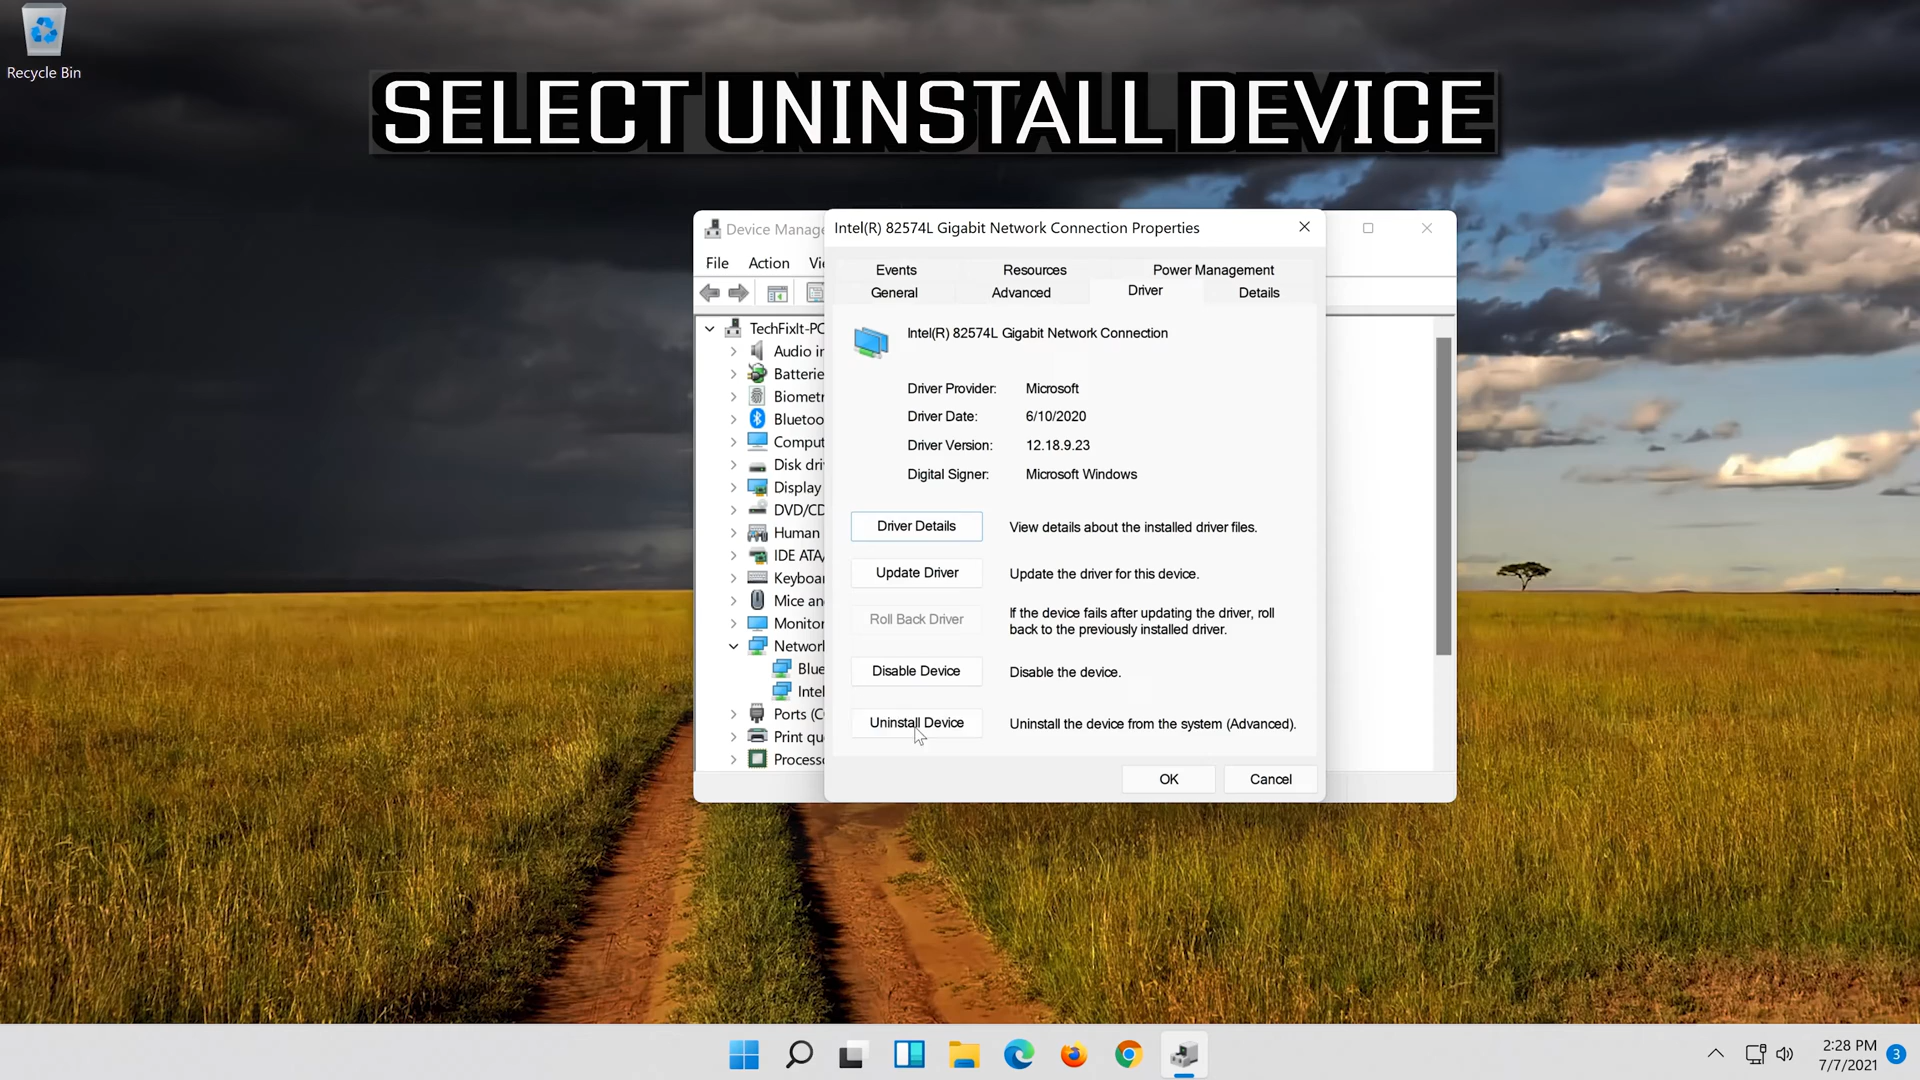 Recycle Bin
SELECT UNINSTALL DEVICE
Device Manage
Intel(R) 82574L Gigabit Network Connection Properties
File Action Vi
Events Resources Power Management
General Advanced Driver Details
TechFixIt-PC
Audio in
Batterie
Biometr
Bluetoo
Comput
Disk dri
Display
DVD/CD
Human
IDE ATA/
Keyboar
Mice an
Monitor
Network
Blue
Intel
Ports (C
Print qu
Processo
Intel(R) 82574L Gigabit Network Connection
Driver Provider: Microsoft
Driver Date: 6/10/2020
Driver Version: 12.18.9.23
Digital Signer: Microsoft Windows
Driver Details View details about the installed driver files.
Update Driver Update the driver for this device.
Roll Back Driver If the device fails after updating the driver, roll
back to the previously installed driver.
Disable Device Disable the device.
Uninstall Device Uninstall the device from the system (Advanced).
OK Cancel
2:28 PM
7/7/2021
3